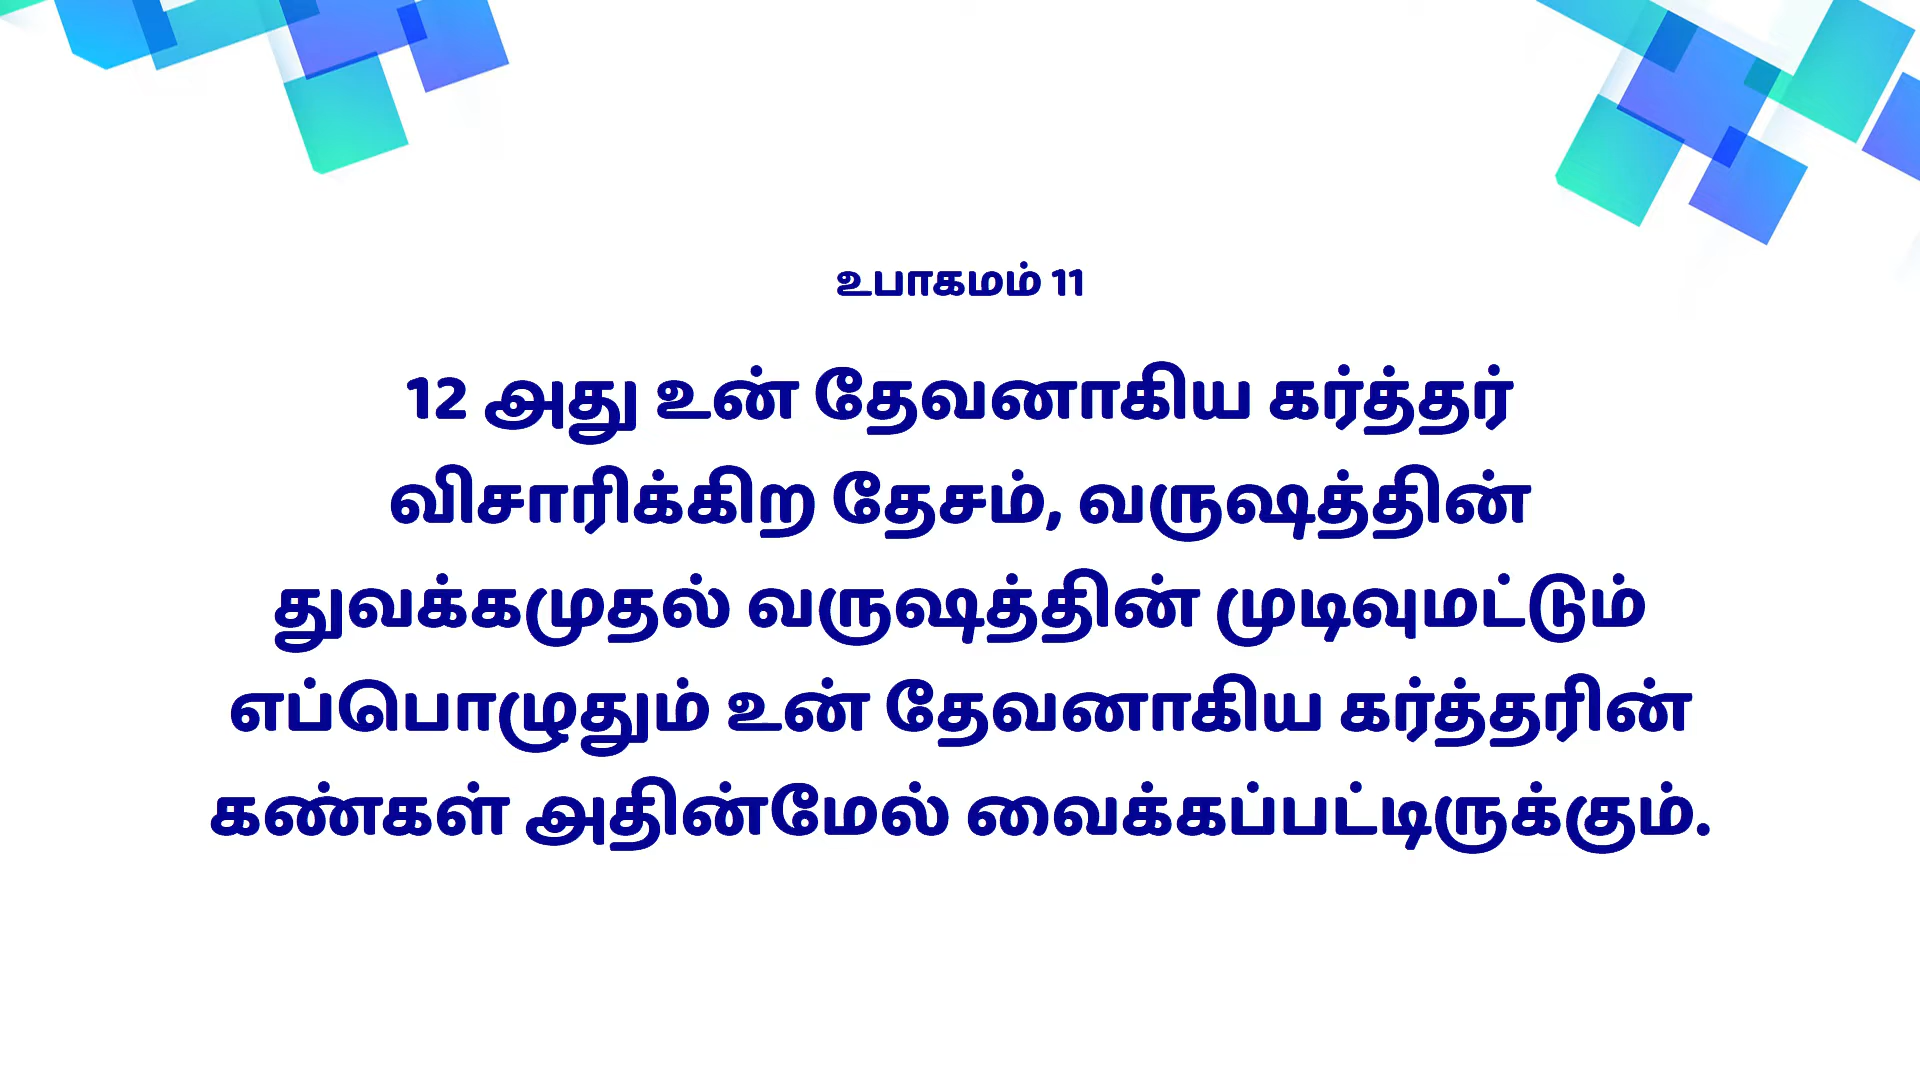 உபாகமம் 11
12 அது உன் தேவனாகிய கர்த்தர்
விசாரிக்கிற தேசம், வருஷத்தின்
துவக்கமுதல் வருஷத்தின் முடிவுமட்டும்
எப்பொழுதும் உன் தேவனாகிய கர்த்தரின்
கண்கள் அதின்மேல் வைக்கப்பட்டிருக்கும்.